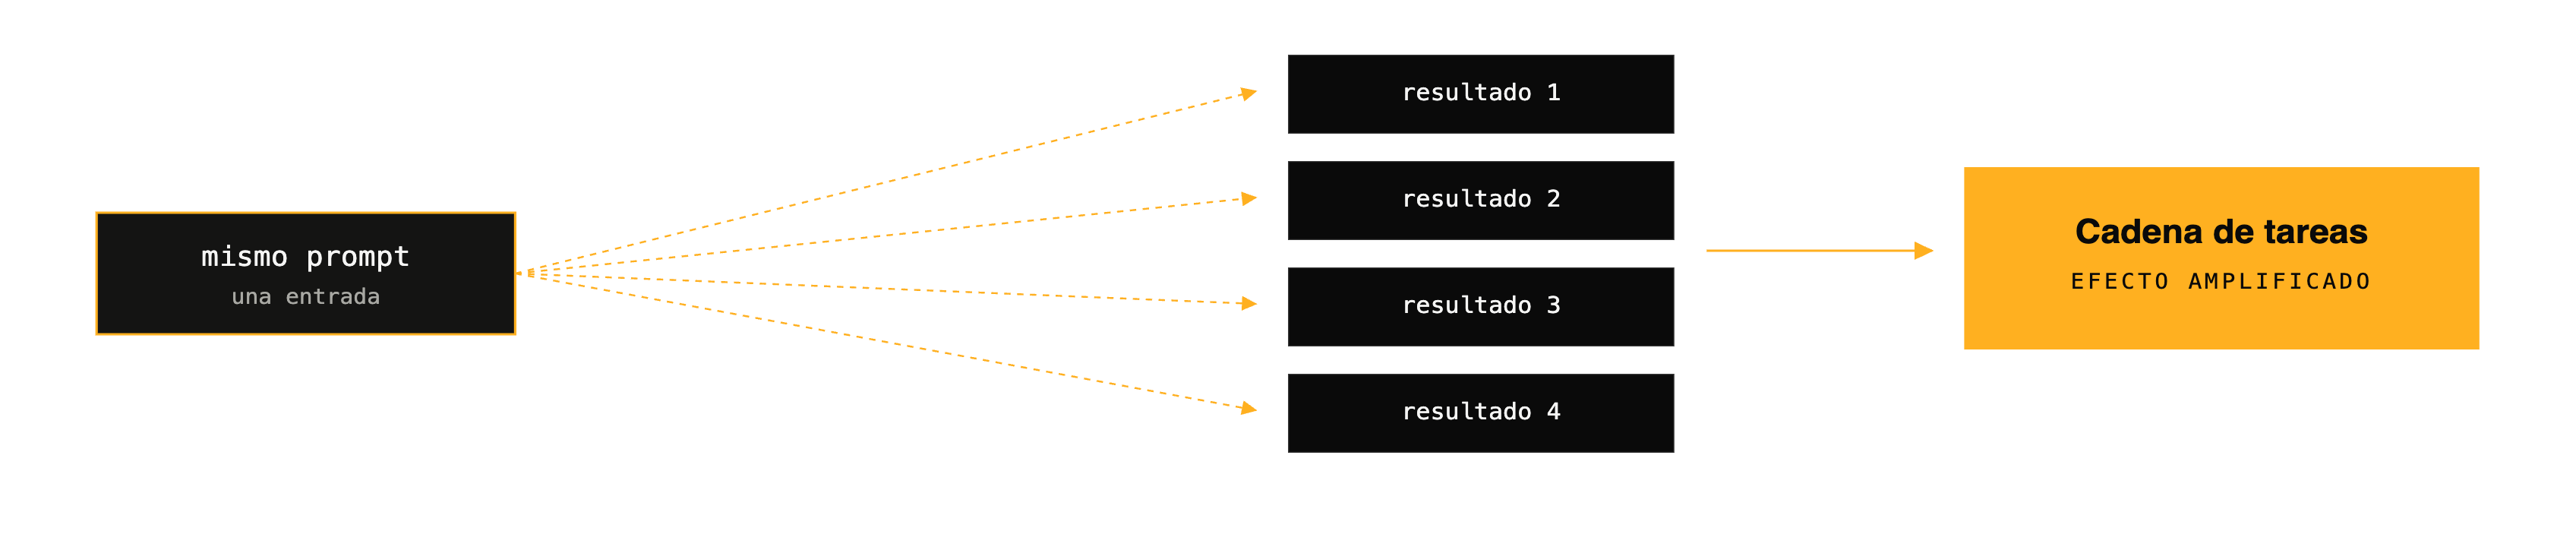 mismo prompt
una entrada
resultado 1
resultado 2
resultado 3
resultado 4
Cadena de tareas
EFECTO AMPLIFICADO